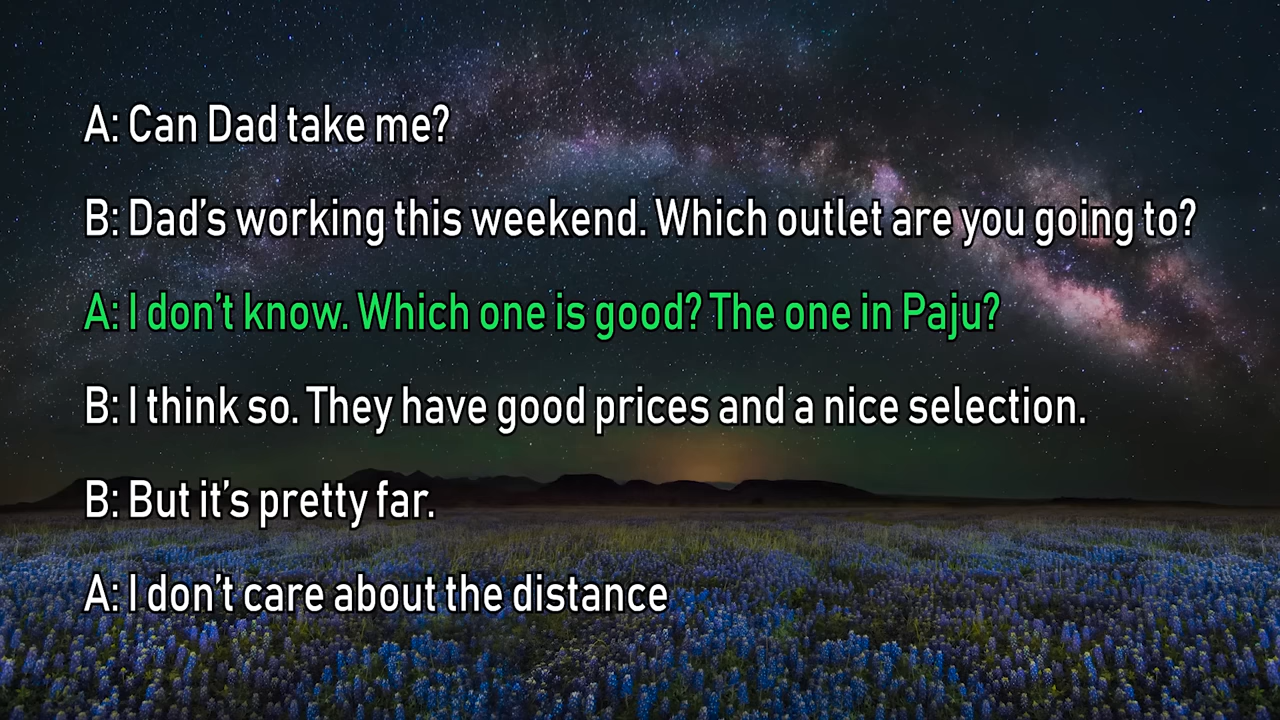 A: Can Dad take me?
B: Dad’s working this weekend. Which outlet are you going to?
A: I don’t know. Which one is good? The one in Paju?
B: I think so. They have good prices and a nice selection.
B: But it’s pretty far.
A: I don’t care about the distance